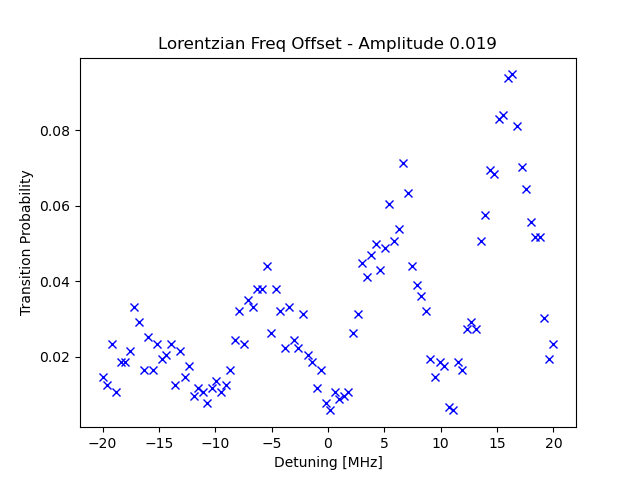 Lorentzian Freq Offset - Amplitude 0.019
Transition Probability
0.08
0.06
0.04
0.02
−20 −15 −10 −5 0 5 10 15 20
Detuning [MHz]